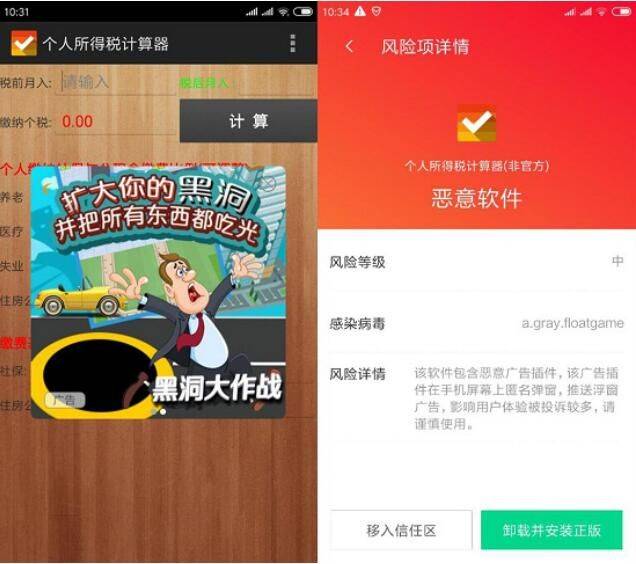 10:31
个人所得税计算器
税前月入: 请输入 税后月入:
缴纳个税: 0.00 计 算
养老
医疗
失业
住房公
缴费
社保:
住房公
扩大你的黑洞
并把所有东西都吃光
黑洞大作战
广告
10:34
风险项详情
个人所得税计算器(非官方)
恶意软件
风险等级 中
感染病毒 a.gray.floatgame
风险详情 该软件包含恶意广告插件,该广告插
件在手机屏幕上匿名弹窗,推送浮窗
广告,影响用户体验被投诉较多,请
谨慎使用。
移入信任区 卸载并安装正版